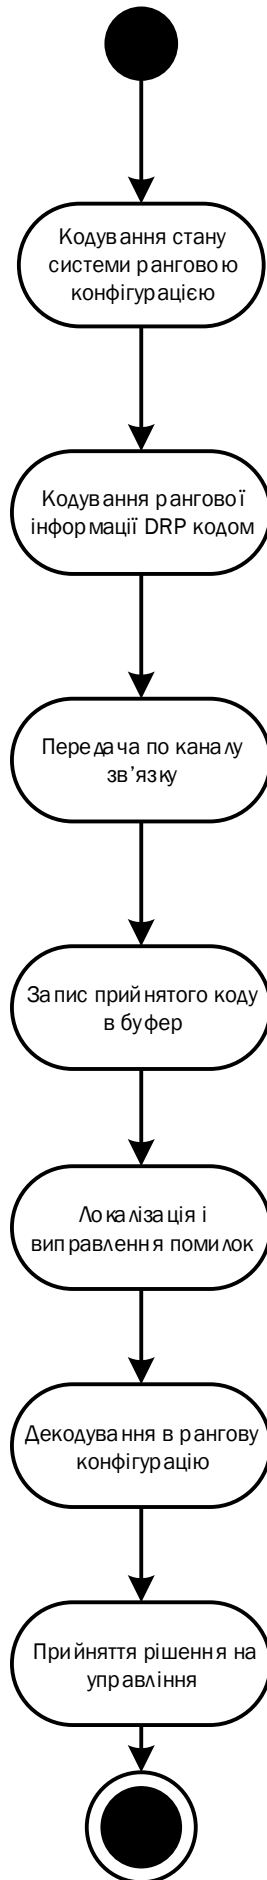 Кодування стану
системи ранговою
конфігурацією
Кодування рангової
інформації DRP кодом
Передача по каналу
зв’язку
Запис прийнятого коду
в буфер
Локалізація і
виправлення помилок
Декодування в рангову
конфігурацію
Прийняття рішення на
управління